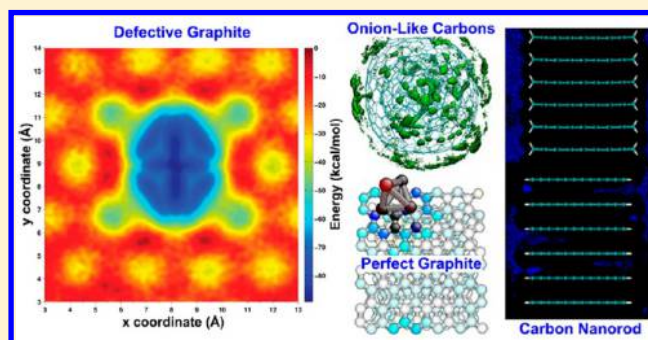 Defective Graphite
14
13
12
11
10
9
8
7
6
5
4
3
y coordinate (Å)
3 4 5 6 7 8 9 10 11 12 13
x coordinate (Å)
0
-10
-20
-30
-40
-50
-60
-70
-80
Energy (kcal/mol)
Onion-Like Carbons
Perfect Graphite
Carbon Nanorod